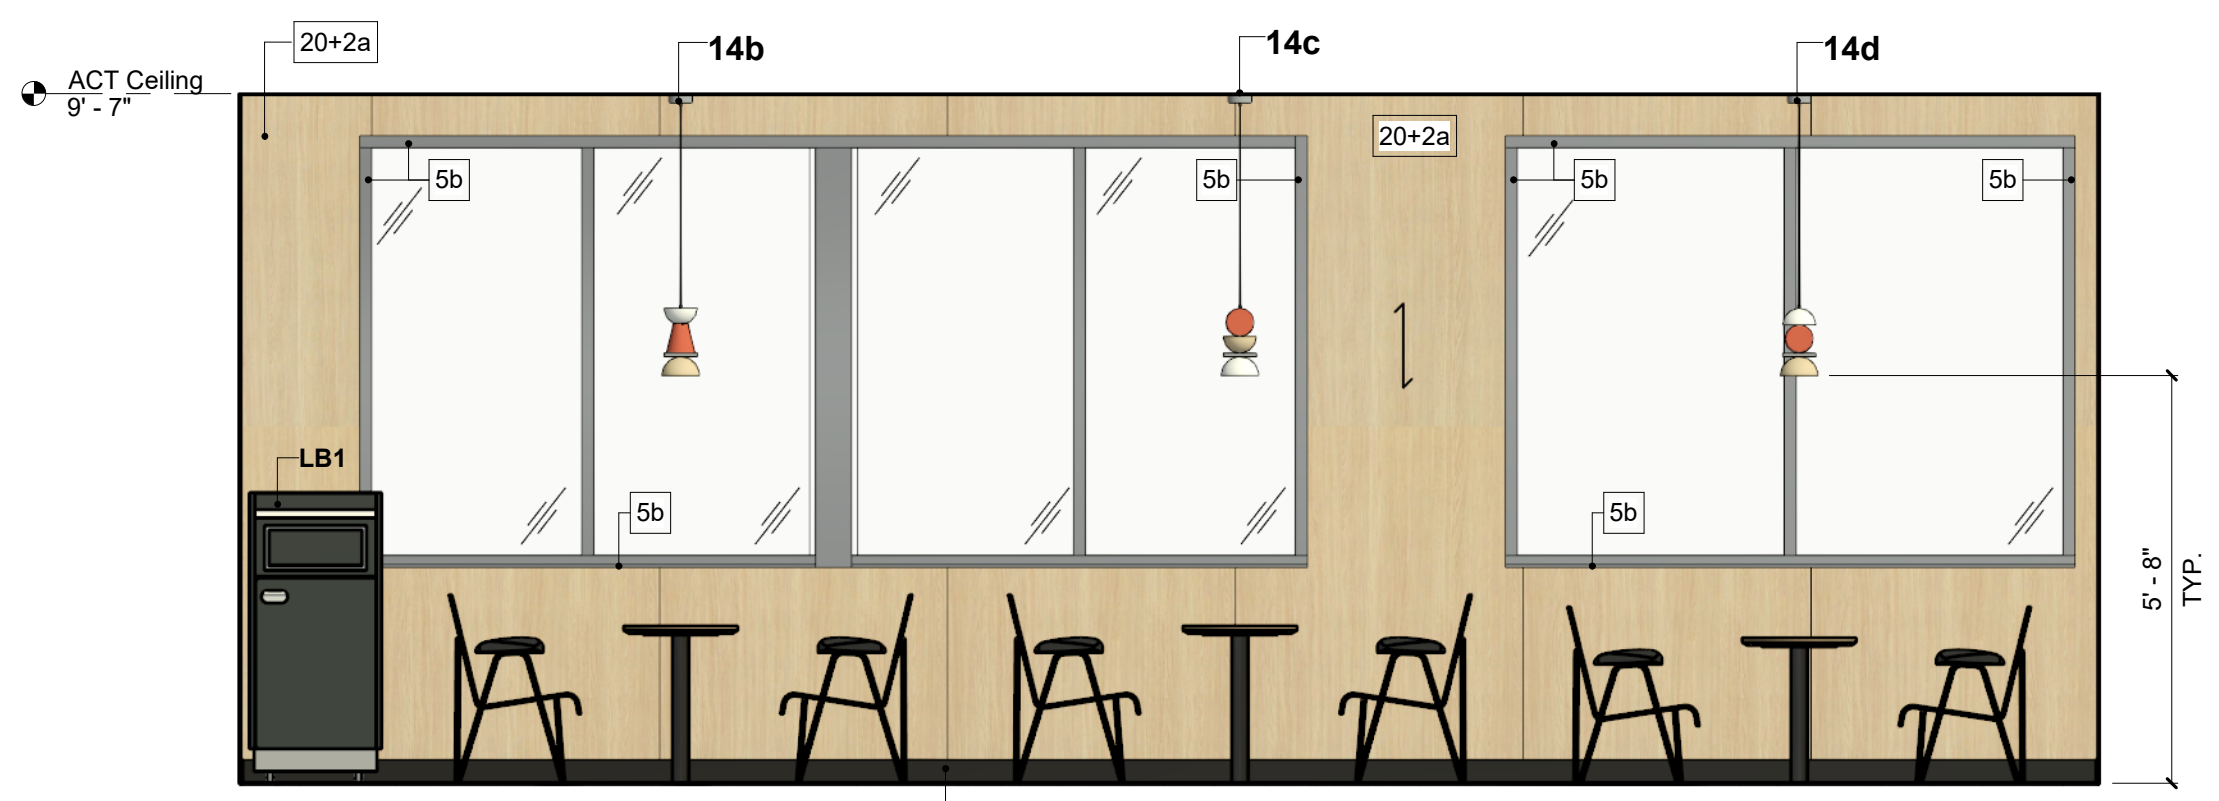 20+2a
14b
14c
14d
ACT Ceiling
9' - 7"
20+2a
5b
5b
5b
5b
LB1
5b
5b
5' - 8"
TYP.